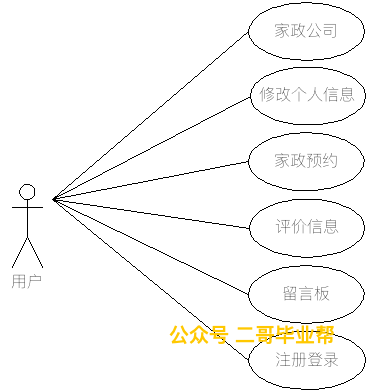 家政公司
修改个人信息
家政预约
评价信息
用户
留言板
公众号 二哥毕业帮
注册登录